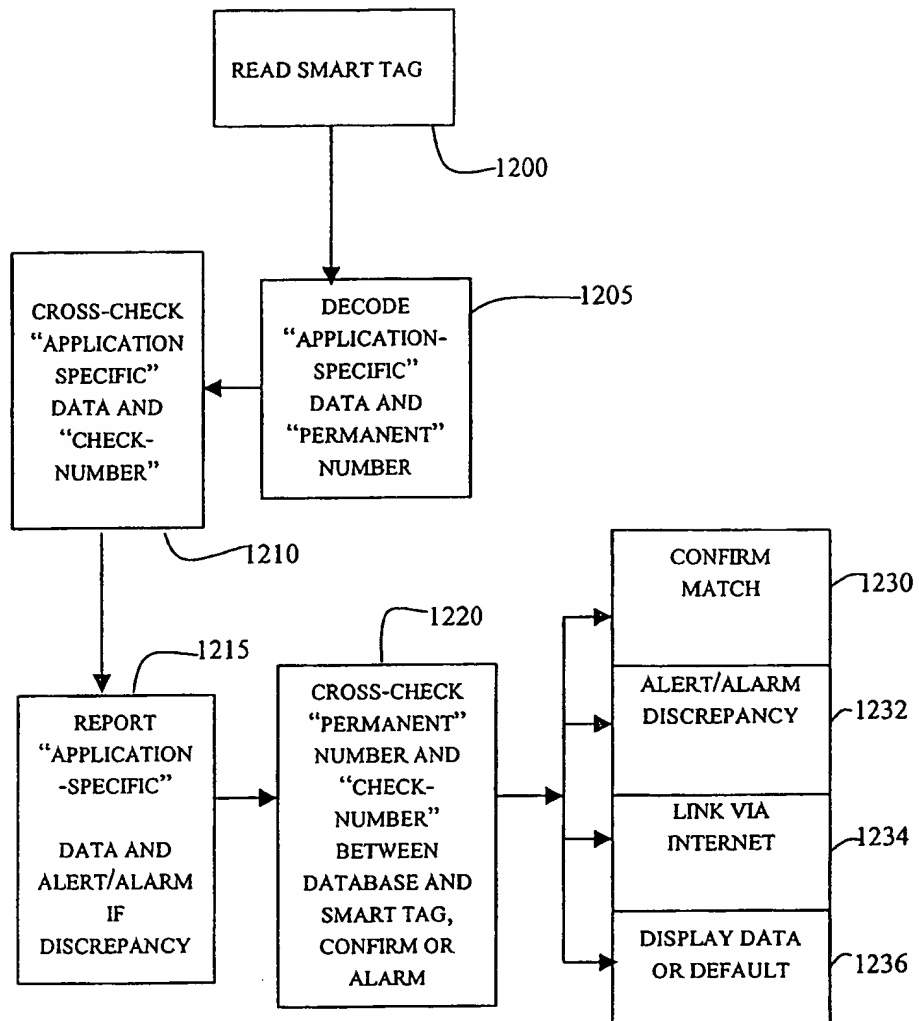 READ SMART TAG
1200
DECODE
“APPLICATION-
SPECIFIC”
DATA AND
“PERMANENT”
NUMBER
1205
CROSS-CHECK
“APPLICATION
SPECIFIC”
DATA AND
“CHECK-
NUMBER”
1210
REPORT
“APPLICATION
-SPECIFIC”
DATA AND
ALERT/ALARM
IF
DISCREPANCY
1215
CROSS-CHECK
“PERMANENT”
NUMBER AND
“CHECK-
NUMBER”
BETWEEN
DATABASE AND
SMART TAG,
CONFIRM OR
ALARM
1220
CONFIRM
MATCH
1230
ALERT/ALARM
DISCREPANCY
1232
LINK VIA
INTERNET
1234
DISPLAY DATA
OR DEFAULT
1236